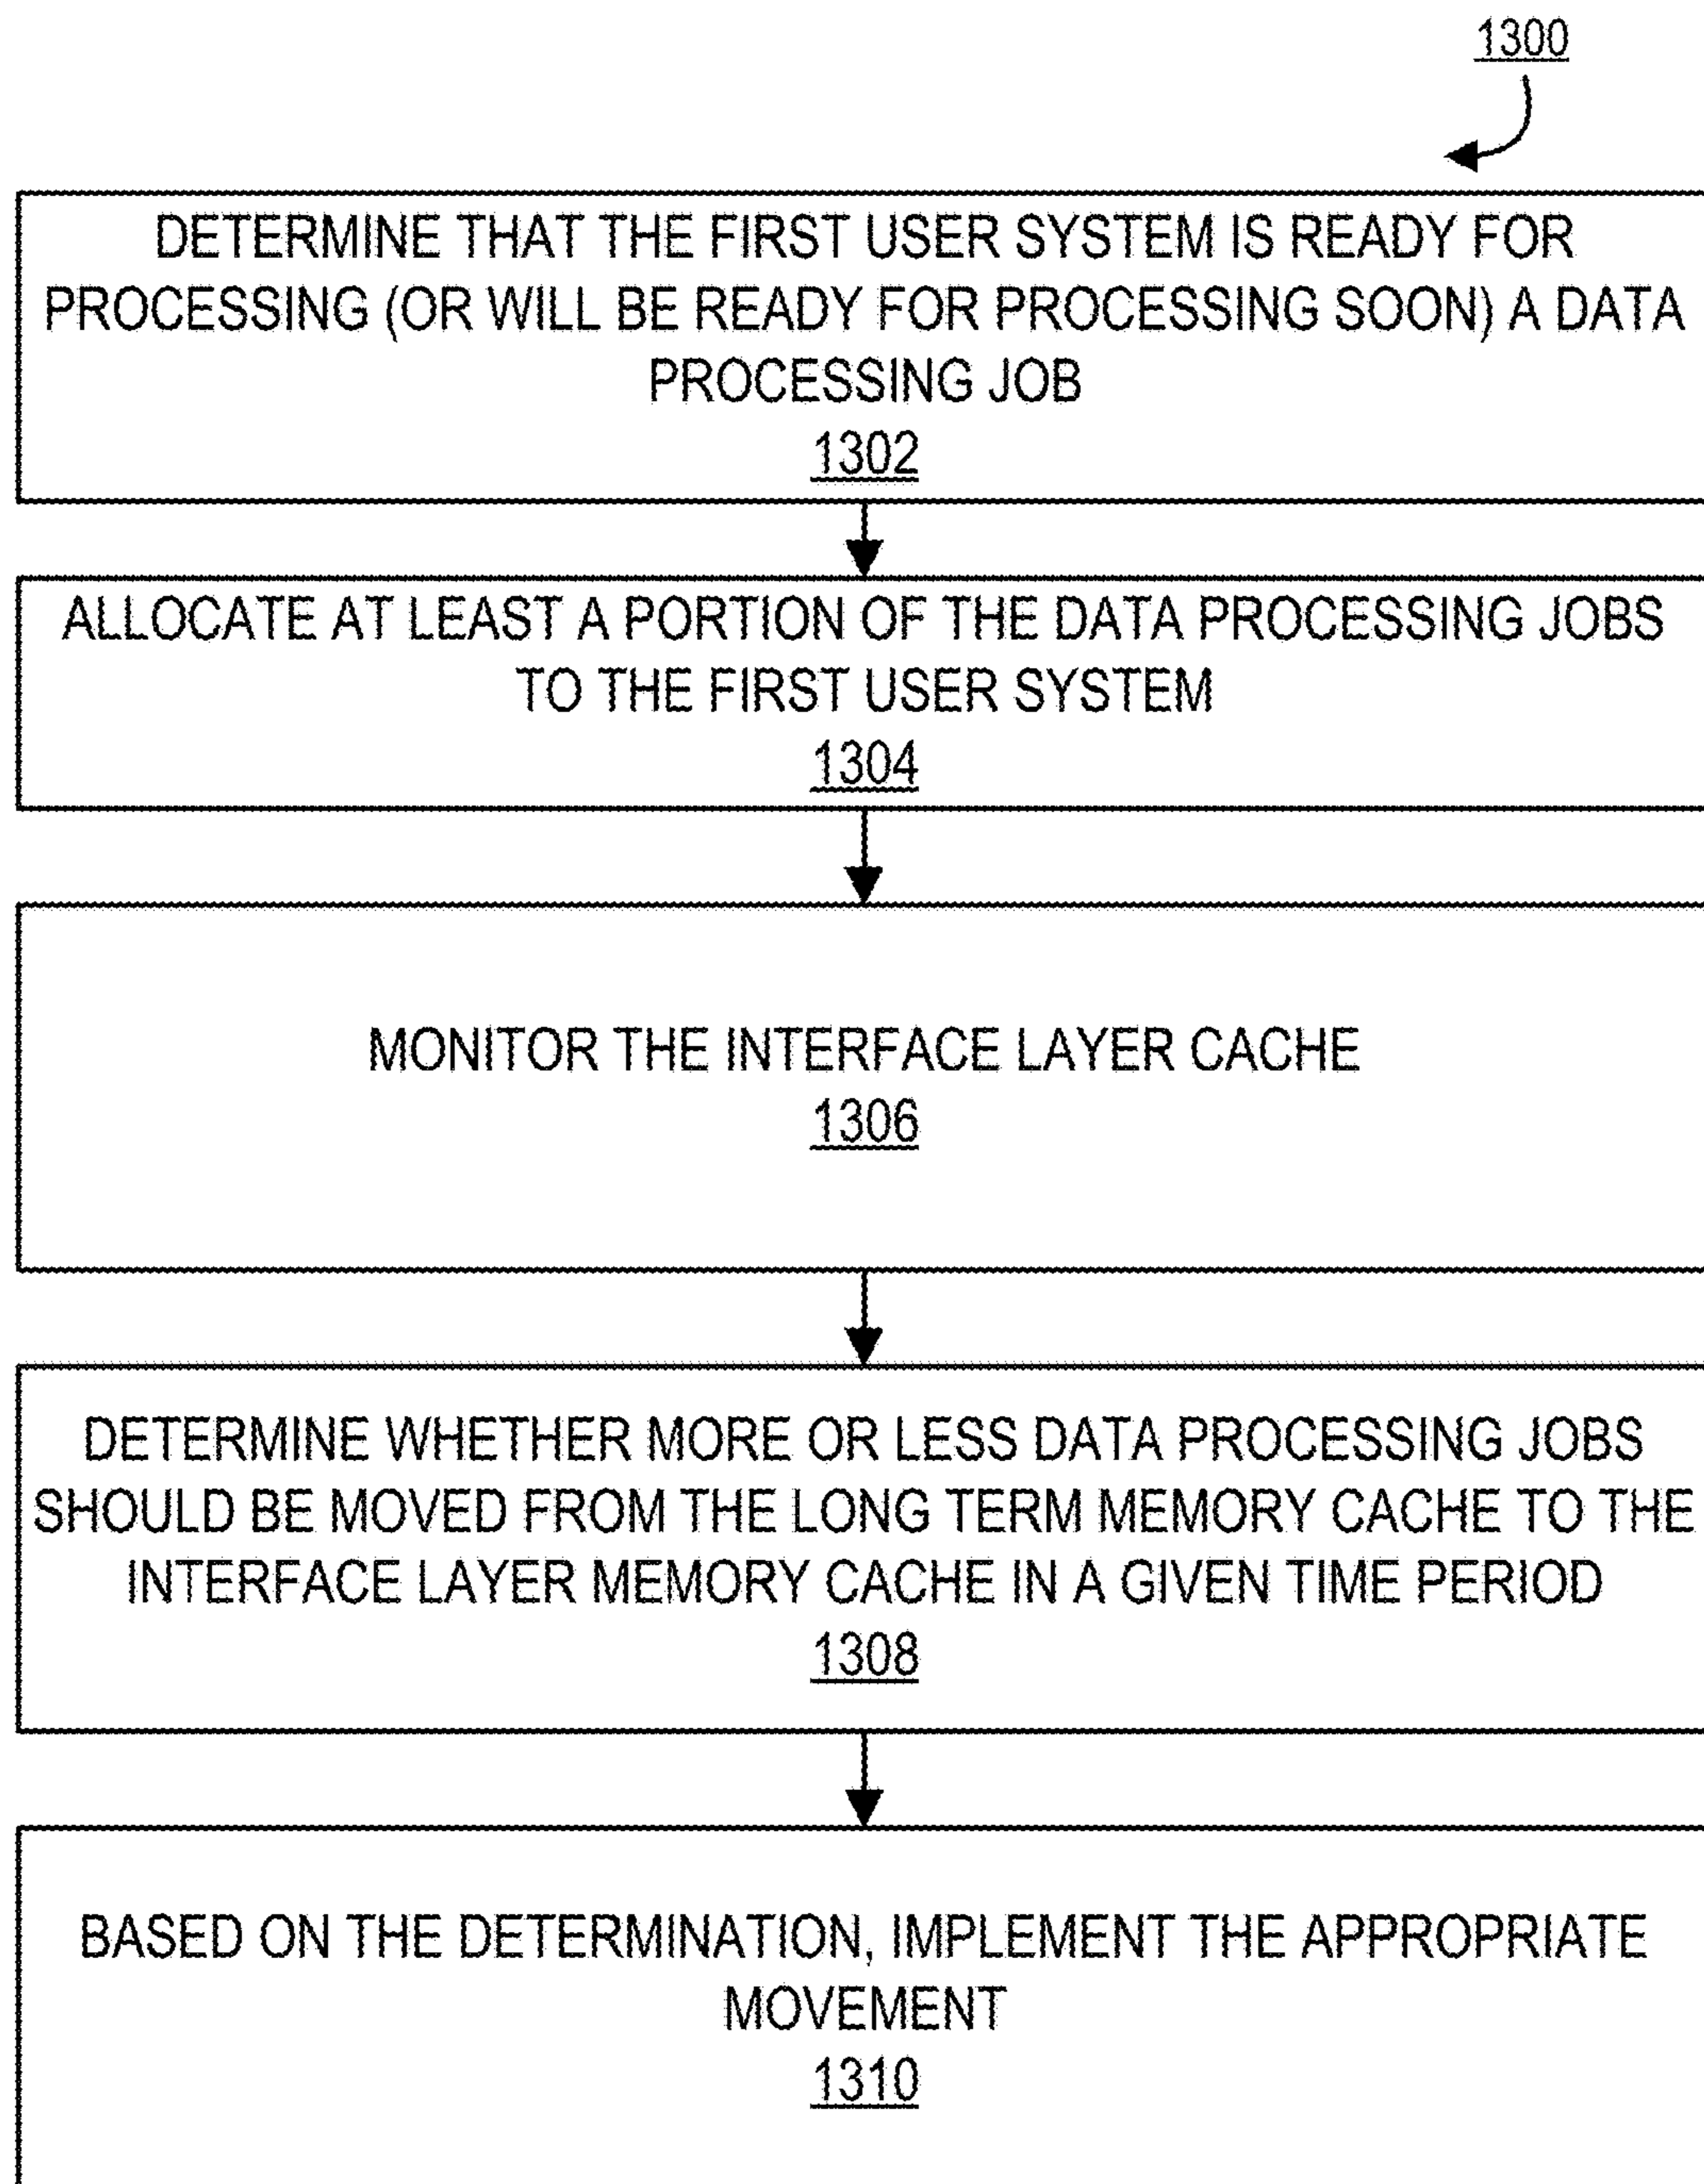 1300
DETERMINE THAT THE FIRST USER SYSTEM IS READY FOR
PROCESSING (OR WILL BE READY FOR PROCESSING SOON) A DATA
PROCESSING JOB
1302
ALLOCATE AT LEAST A PORTION OF THE DATA PROCESSING JOBS
TO THE FIRST USER SYSTEM
1304
MONITOR THE INTERFACE LAYER CACHE
1306
DETERMINE WHETHER MORE OR LESS DATA PROCESSING JOBS
SHOULD BE MOVED FROM THE LONG TERM MEMORY CACHE TO THE
INTERFACE LAYER MEMORY CACHE IN A GIVEN TIME PERIOD
1308
BASED ON THE DETERMINATION, IMPLEMENT THE APPROPRIATE
MOVEMENT
1310